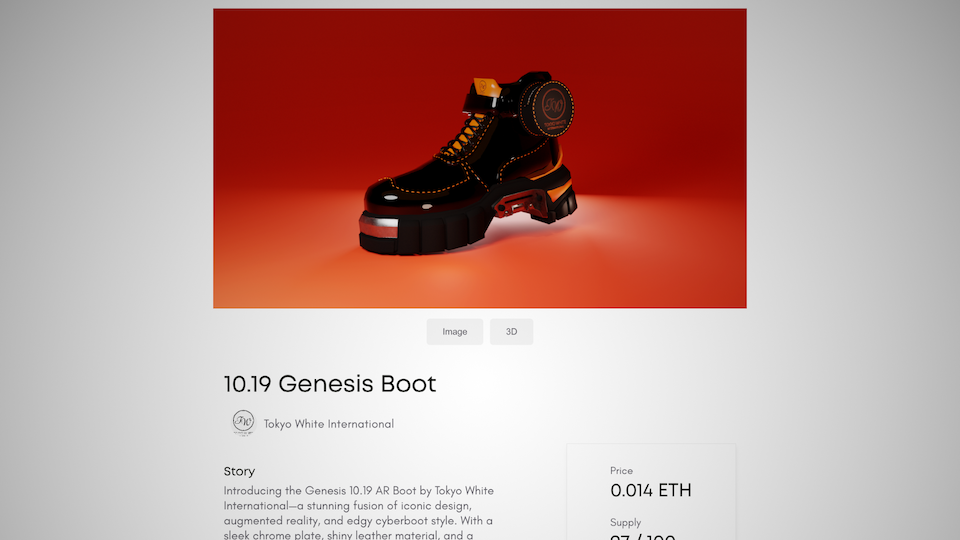 Image
3D
10.19 Genesis Boot
Tokyo White International
Story
Introducing the Genesis 10.19 AR Boot by Tokyo White
International—a stunning fusion of iconic design,
augmented reality, and edgy cyberboot style. With a
sleek chrome plate, shiny leather material, and a
Price
0.014 ETH
Supply
97 / 100